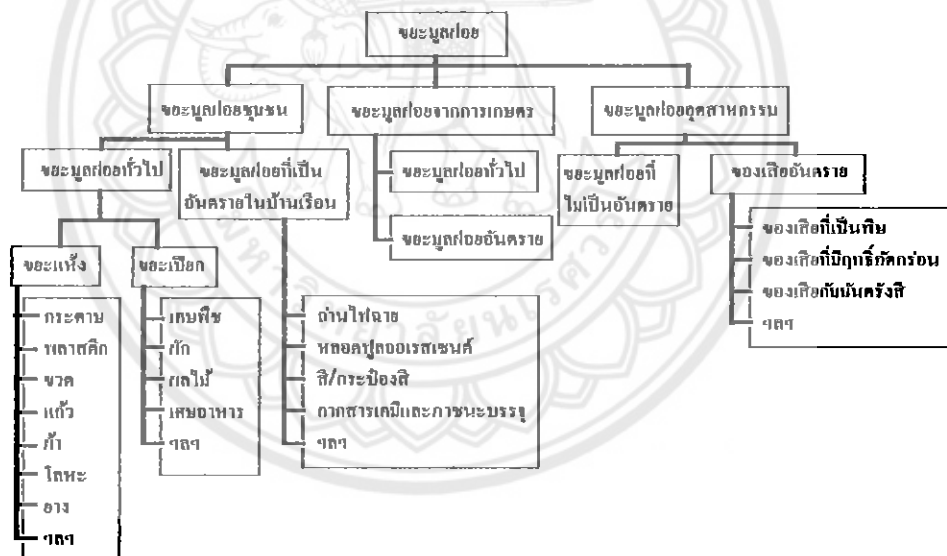 ขยะมูลฝอย
ขยะมูลฝอยชุมชน
ขยะมูลฝอยจากการเกษตร
ขยะมูลฝอยอุตสาหกรรม
ขยะมูลฝอยทั่วไป
ขยะมูลฝอยที่เป็น
อันตรายในบ้านเรือน
ขยะมูลฝอยทั่วไป
ขยะมูลฝอยอันตราย
ขยะมูลฝอยที่
ไม่เป็นอันตราย
ของเสียอันตราย
ของเสียที่เป็นพิษ
ของเสียที่มีฤทธิ์กัดกร่อน
ของเสียกัมมันตรังสี
ฯลฯ
ขยะแห้ง
ขยะเปียก
กระดาษ
พลาสติก
ขวด
แก้ว
ผ้า
โลหะ
ยาง
ฯลฯ
เศษพืช
ผัก
ผลไม้
เศษอาหาร
ฯลฯ
ถ่านไฟฉาย
หลอดฟูลออเรสเซนต์
สี/กระป๋องสี
กากสารเคมีและภาชนะบรรจุ
ฯลฯ